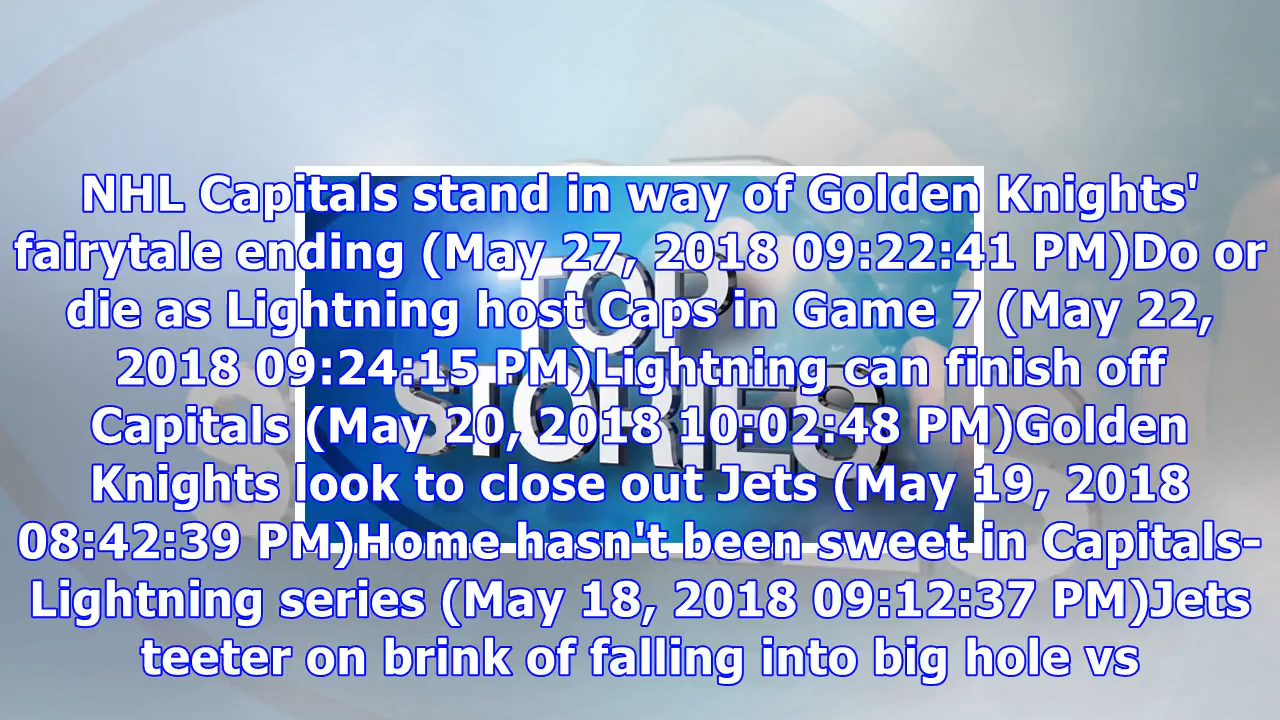 NHL Capitals stand in way of Golden Knights'
fairytale ending (May 27, 2018 09:22:41 PM)Do or
die as Lightning host Caps in Game 7 (May 22,
2018 09:24:15 PM)Lightning can finish off
Capitals (May 20, 2018 10:02:48 PM)Golden
Knights look to close out Jets (May 19, 2018
08:42:39 PM)Home hasn't been sweet in Capitals-
Lightning series (May 18, 2018 09:12:37 PM)Jets
teeter on brink of falling into big hole vs
TOP
STORIES